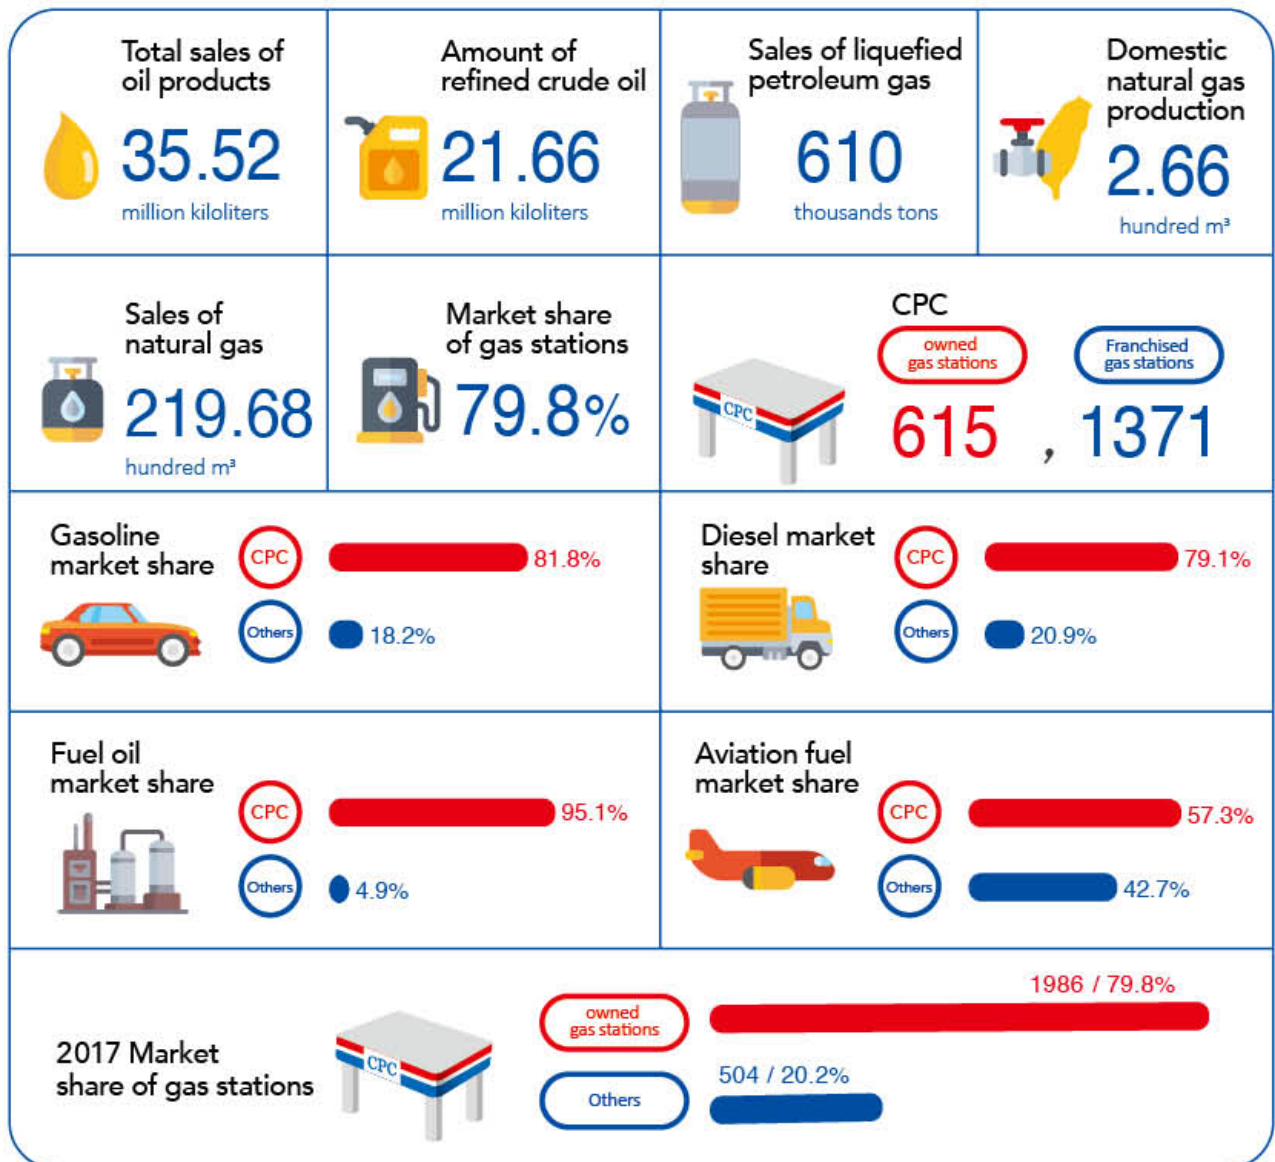 Total sales of
oil products
35.52
million kiloliters
Amount of
refined crude oil
21.66
million kiloliters
Sales of liquefied
petroleum gas
610
thousands tons
Domestic
natural gas
production
2.66
hundred m³
Sales of
natural gas
219.68
hundred m³
Market share
of gas stations
79.8%
CPC
CPC
owned
gas stations
615
,
Franchised
gas stations
1371
Gasoline
market share
CPC
81.8%
Others
18.2%
Diesel market
share
CPC
79.1%
Others
20.9%
Fuel oil
market share
CPC
95.1%
Others
4.9%
Aviation fuel
market share
CPC
57.3%
Others
42.7%
2017 Market
share of gas stations
CPC
owned
gas stations
1986 / 79.8%
Others
504 / 20.2%